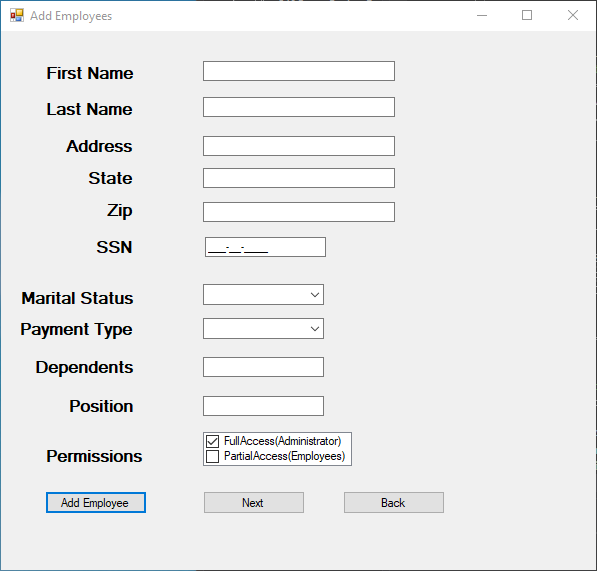 Add Employees
First Name
Last Name
Address
State
Zip
SSN ___-__-____
Marital Status
Payment Type
Dependents
Position
FullAccess(Administrator)
Permissions PartialAccess(Employees)
Add Employee Next Back